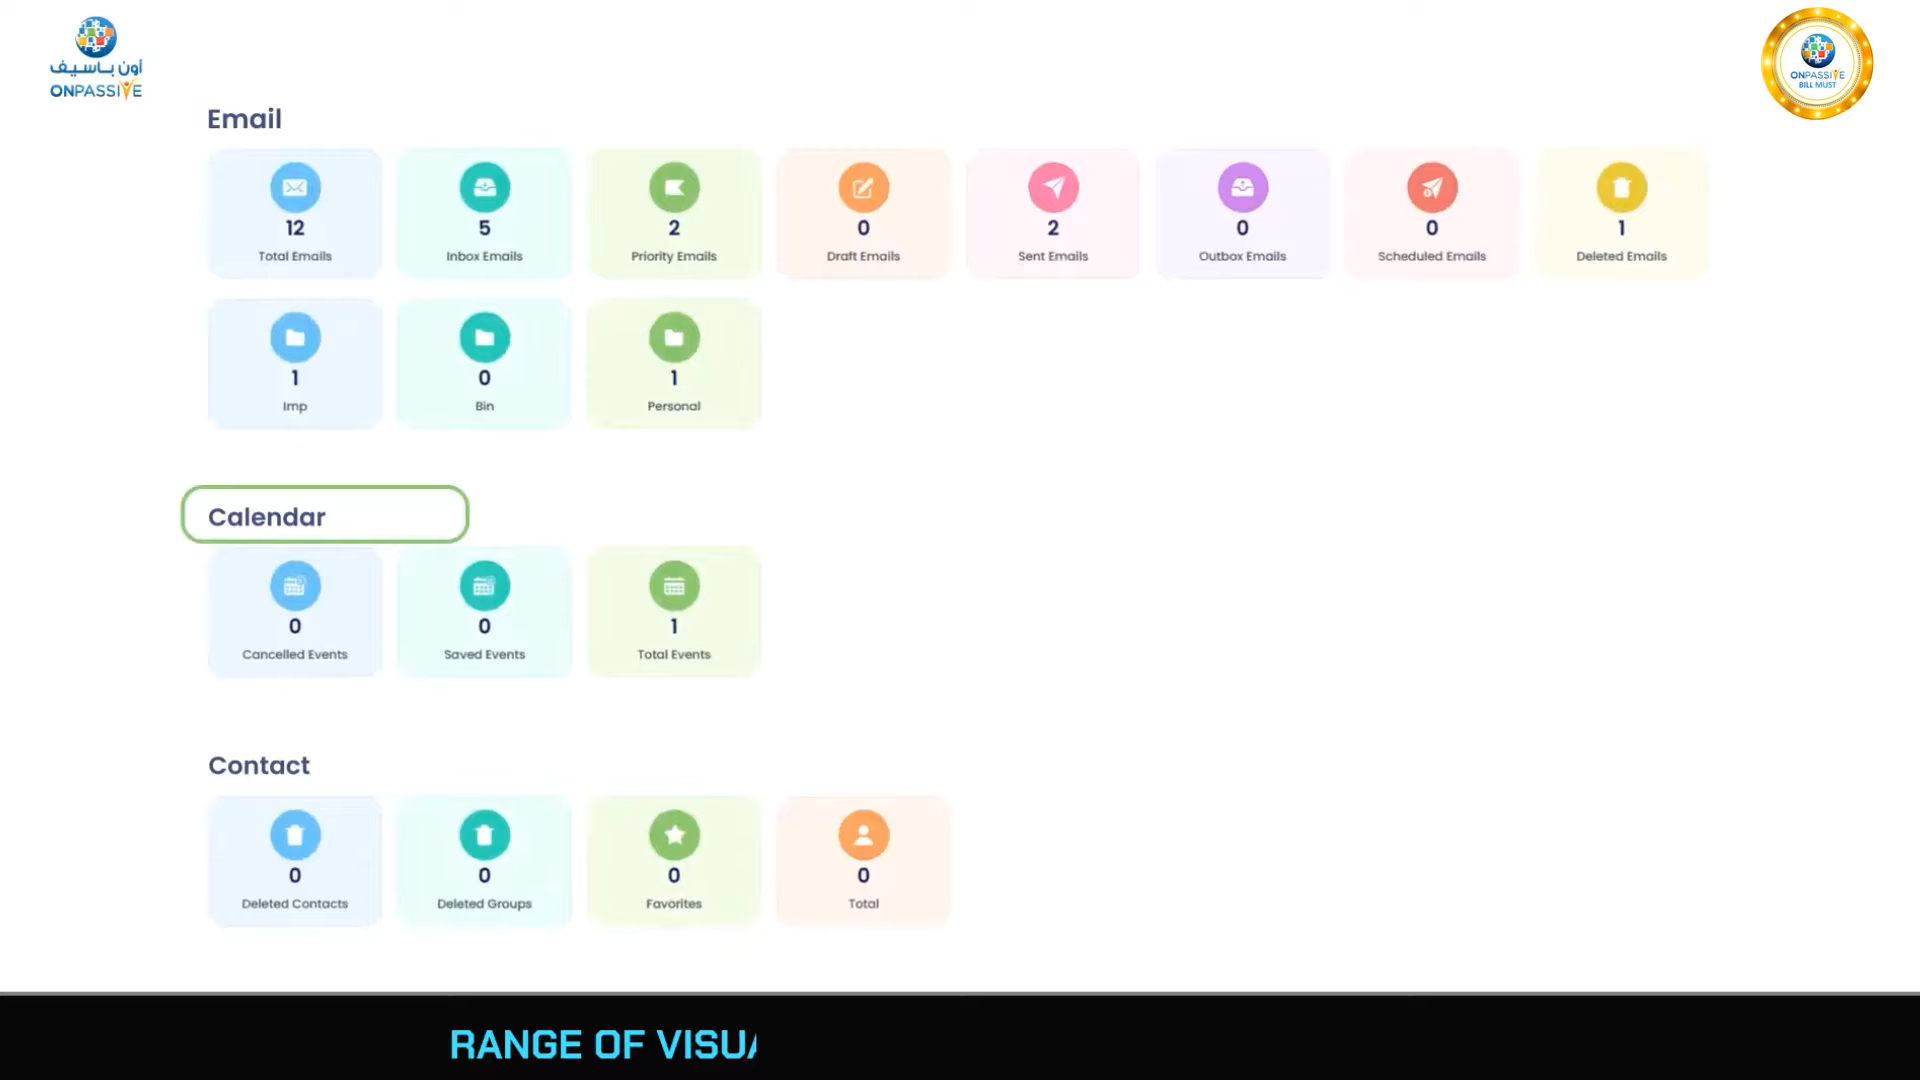 أون باسيف
ONPASSIVE
ONPASSIVE
BILL MUST
Email
12
Total Emails
5
Inbox Emails
2
Priority Emails
0
Draft Emails
2
Sent Emails
0
Outbox Emails
0
Scheduled Emails
1
Deleted Emails
1
Imp
0
Bin
1
Personal
Calendar
0
Cancelled Events
0
Saved Events
1
Total Events
Contact
0
Deleted Contacts
0
Deleted Groups
0
Favorites
0
Total
RANGE OF VISUA